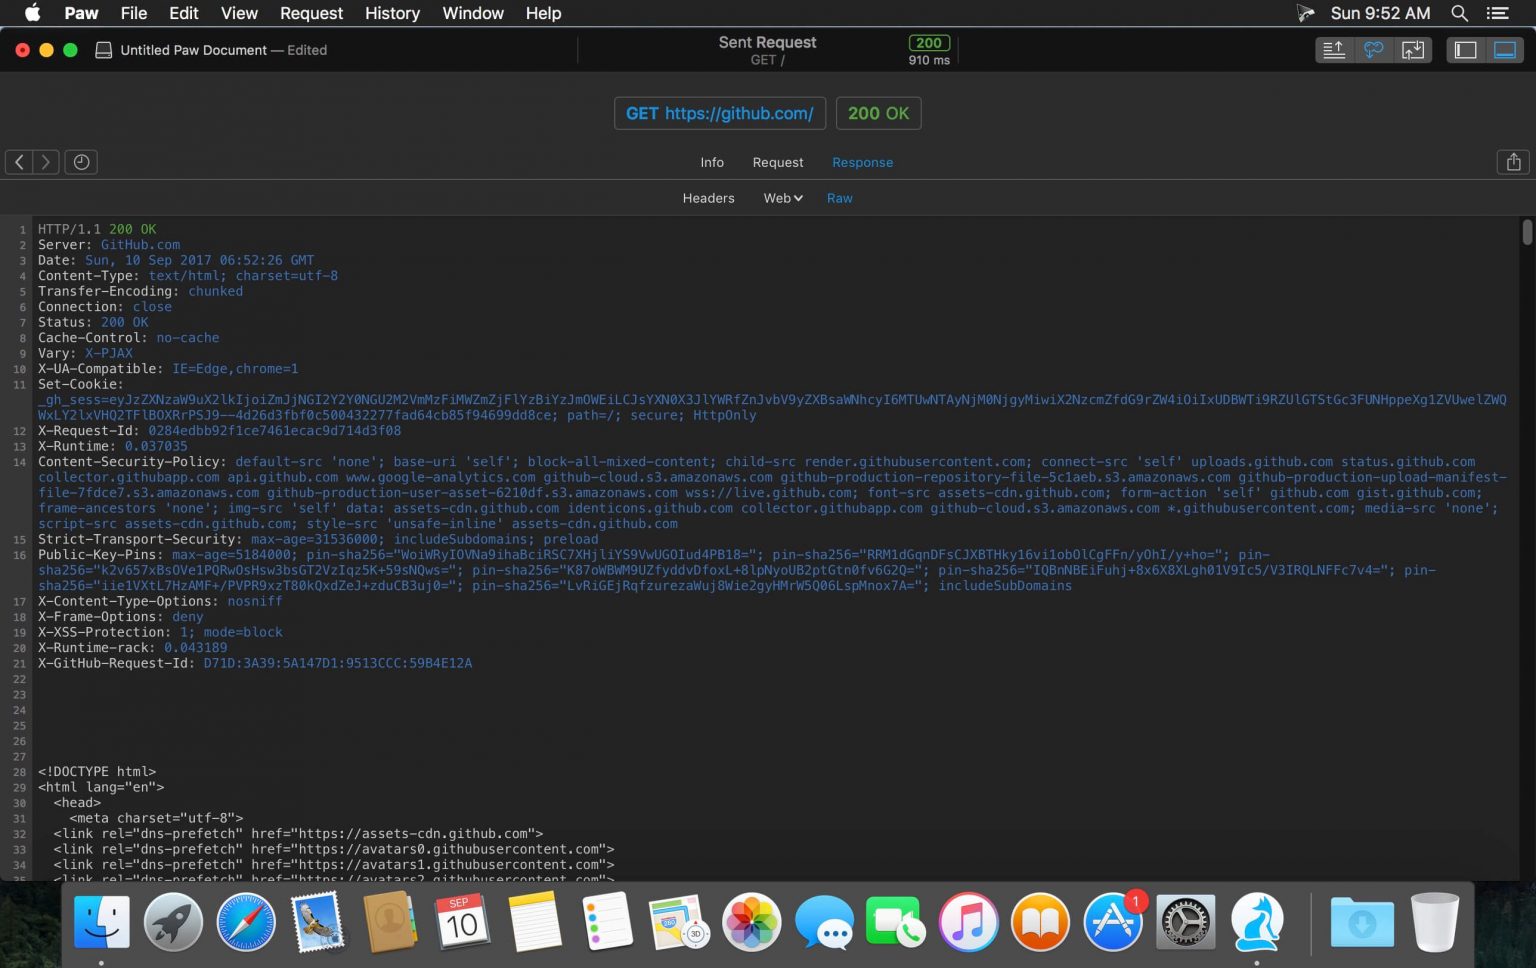 Paw File Edit View Request History Window Help Sun 9:52 AM
Untitled Paw Document — Edited
Sent Request
GET /
200
910 ms
GET https://github.com/ 200 OK
Info Request Response
Headers Web Raw
1 HTTP/1.1 200 OK
2 Server: GitHub.com
3 Date: Sun, 10 Sep 2017 06:52:26 GMT
4 Content-Type: text/html; charset=utf-8
5 Transfer-Encoding: chunked
6 Connection: close
7 Status: 200 OK
8 Cache-Control: no-cache
9 Vary: X-PJAX
10 X-UA-Compatible: IE=Edge,chrome=1
11 Set-Cookie:
_gh_sess=eyJzZXNzaW9uX2lkIjoiZmJjNGI2Y2Y0NGU2M2VmMzFiMWZmZjFlYzBiYzJmOWEiLCJsYXN0X3JlYWRfZnJvbV9yZXBsaWNhcyI6MTUwNTAyNjM0NjgyMiwiX2NzcmZfdG9rZW4iOiIxUDBWTi9RZUlGTStGc3FUNHppeXg1ZVUwelZWQ
WxLY2lxVHQ2TFlBOXRrPSJ9--4d26d3fbf0c500432277fad64cb85f94699dd8ce; path=/; secure; HttpOnly
12 X-Request-Id: 0284edbb92f1ce7461ecac9d714d3f08
13 X-Runtime: 0.037035
14 Content-Security-Policy: default-src 'none'; base-uri 'self'; block-all-mixed-content; child-src render.githubusercontent.com; connect-src 'self' uploads.github.com status.github.com
collector.githubapp.com api.github.com www.google-analytics.com github-cloud.s3.amazonaws.com github-production-repository-file-5c1aeb.s3.amazonaws.com github-production-upload-manifest-
file-7fdce7.s3.amazonaws.com github-production-user-asset-6210df.s3.amazonaws.com wss://live.github.com; font-src assets-cdn.github.com; form-action 'self' github.com gist.github.com;
frame-ancestors 'none'; img-src 'self' data: assets-cdn.github.com identicons.github.com collector.githubapp.com github-cloud.s3.amazonaws.com *.githubusercontent.com; media-src 'none';
script-src assets-cdn.github.com; style-src 'unsafe-inline' assets-cdn.github.com
15 Strict-Transport-Security: max-age=31536000; includeSubdomains; preload
16 Public-Key-Pins: max-age=5184000; pin-sha256="WoiWRyIOVNa9ihaBciRSC7XHjliYS9VwUGOIud4PB18="; pin-sha256="RRM1dGqnDFsCJXBTHky16vi1obOlCgFFn/yOhI/y+ho="; pin-
sha256="k2v657xBsOVe1PQRwOsHsw3bsGT2VzIqz5K+59sNQws="; pin-sha256="K87oWBWM9UZfyddvDfoxL+8lpNyoUB2ptGtn0fv6G2Q="; pin-sha256="IQBnNBEiFuhj+8x6X8XLgh01V9Ic5/V3IRQLNFFc7v4="; pin-
sha256="iie1VXtL7HzAMF+/PVPR9xzT80kQxdZeJ+zduCB3uj0="; pin-sha256="LvRiGEjRqfzurezaWuj8Wie2gyHMrW5Q06LspMnox7A="; includeSubDomains
17 X-Content-Type-Options: nosniff
18 X-Frame-Options: deny
19 X-XSS-Protection: 1; mode=block
20 X-Runtime-rack: 0.043189
21 X-GitHub-Request-Id: D71D:3A39:5A147D1:9513CCC:59B4E12A
22
23
24
25
26
27
28 <!DOCTYPE html>
29 <html lang="en">
30 <head>
31 <meta charset="utf-8">
32 <link rel="dns-prefetch" href="https://assets-cdn.github.com">
33 <link rel="dns-prefetch" href="https://avatars0.githubusercontent.com">
34 <link rel="dns-prefetch" href="https://avatars1.githubusercontent.com">
35 <link rel="dns-prefetch" href="https://avatars2.githubusercontent.com">
SEP
10
3D
1